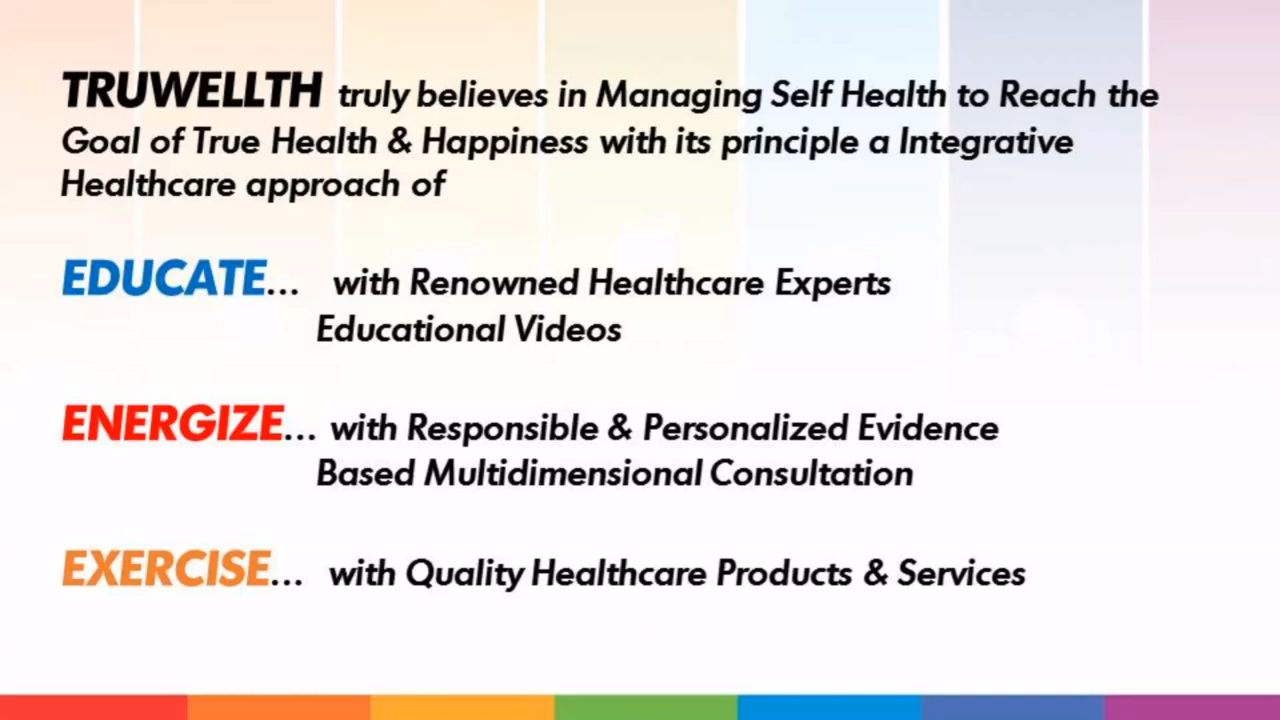 TRUWELLTH truly believes in Managing Self Health to Reach the
Goal of True Health & Happiness with its principle a Integrative
Healthcare approach of
EDUCATE... with Renowned Healthcare Experts
Educational Videos
ENERGIZE... with Responsible & Personalized Evidence
Based Multidimensional Consultation
EXERCISE... with Quality Healthcare Products & Services